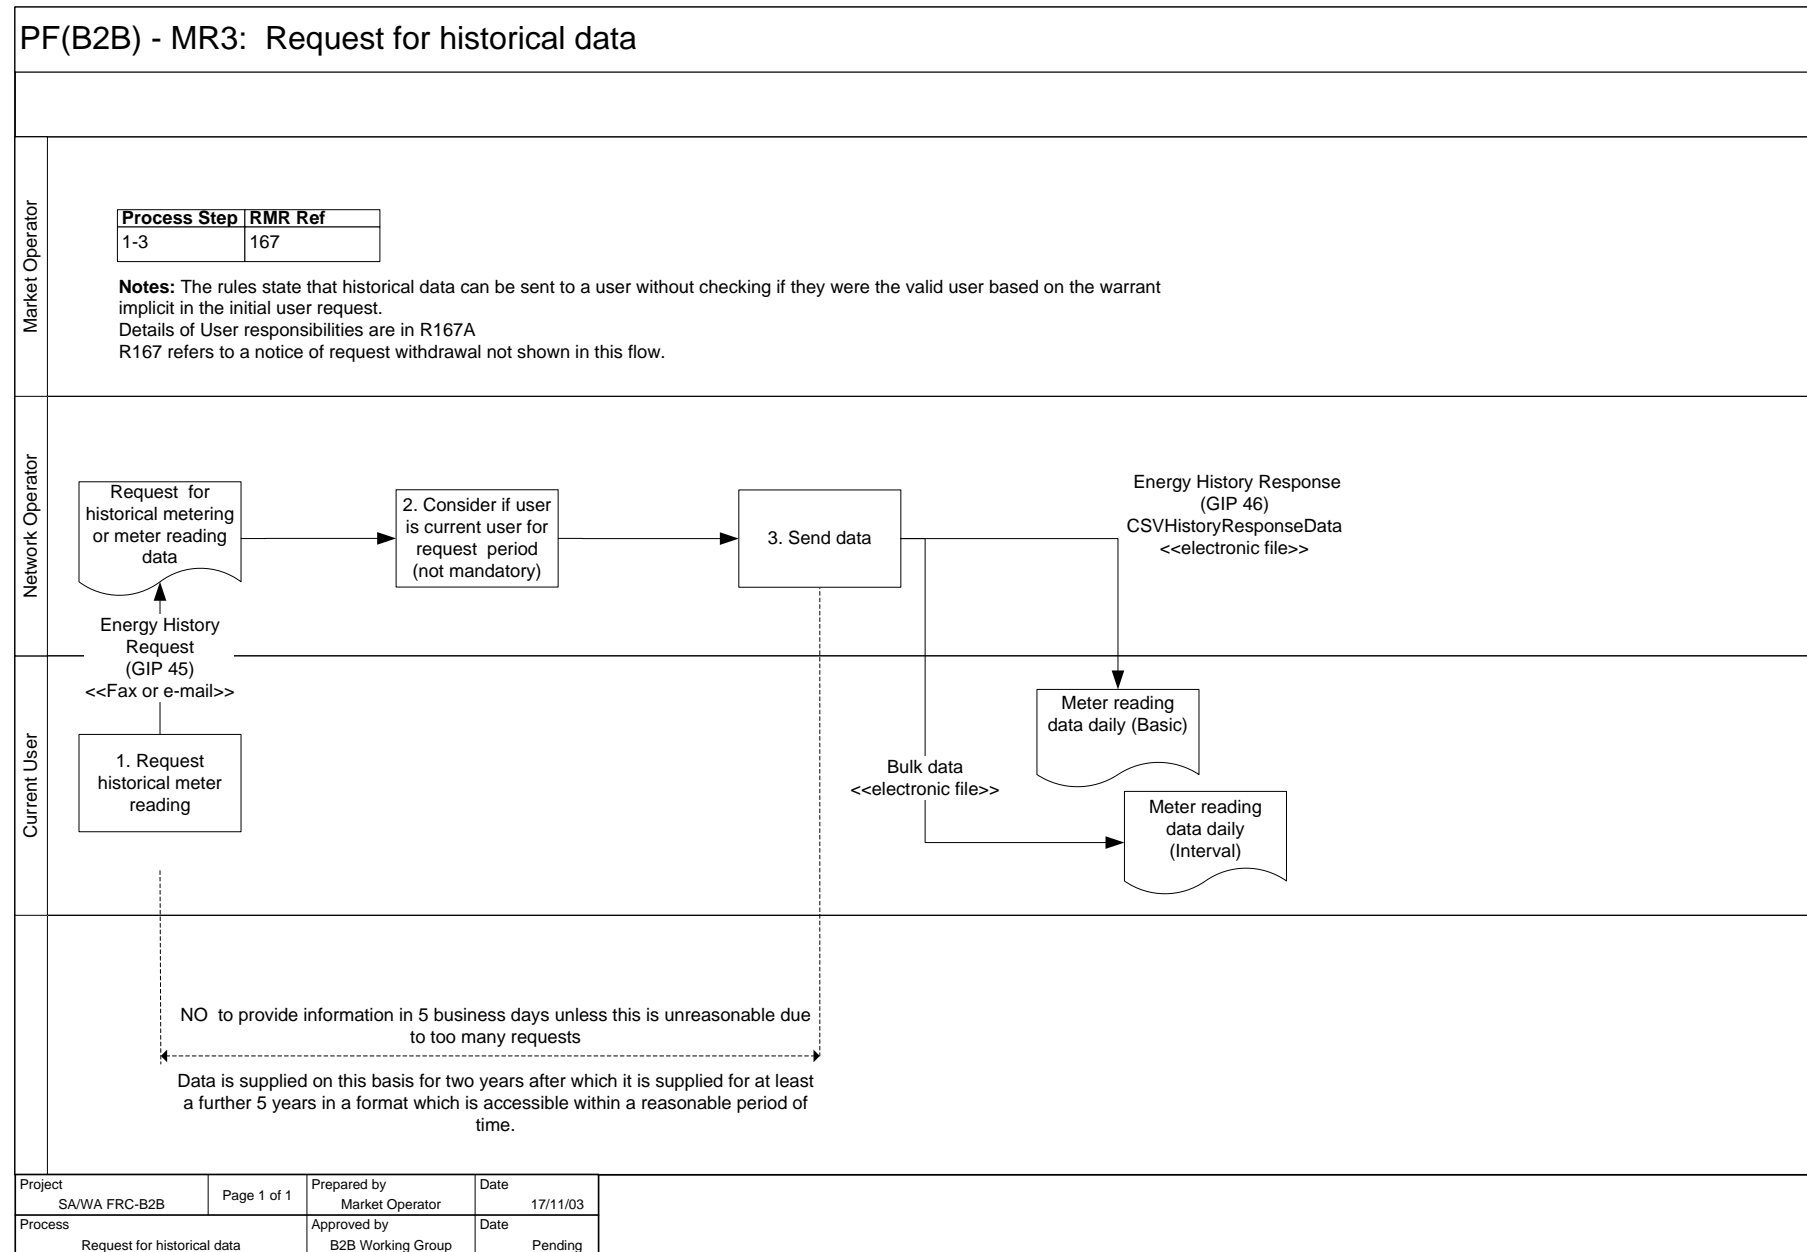 PF(B2B) - MR3: Request for historical data
Market Operator
Process Step RMR Ref
1-3 167
Notes: The rules state that historical data can be sent to a user without checking if they were the valid user based on the warrant
implicit in the initial user request.
Details of User responsibilities are in R167A
R167 refers to a notice of request withdrawal not shown in this flow.
Network Operator
Request for
historical metering
or meter reading
data
2. Consider if user
is current user for
request period
(not mandatory)
3. Send data
Energy History Response
(GIP 46)
CSVHistoryResponseData
<<electronic file>>
Energy History
Request
(GIP 45)
<<Fax or e-mail>>
Current User
1. Request
historical meter
reading
Bulk data
<<electronic file>>
Meter reading
data daily (Basic)
Meter reading
data daily
(Interval)
NO to provide information in 5 business days unless this is unreasonable due
to too many requests
Data is supplied on this basis for two years after which it is supplied for at least
a further 5 years in a format which is accessible within a reasonable period of
time.
Project
SA/WA FRC-B2B
Page 1 of 1
Prepared by
Market Operator
Date
17/11/03
Process
Request for historical data
Approved by
B2B Working Group
Date
Pending